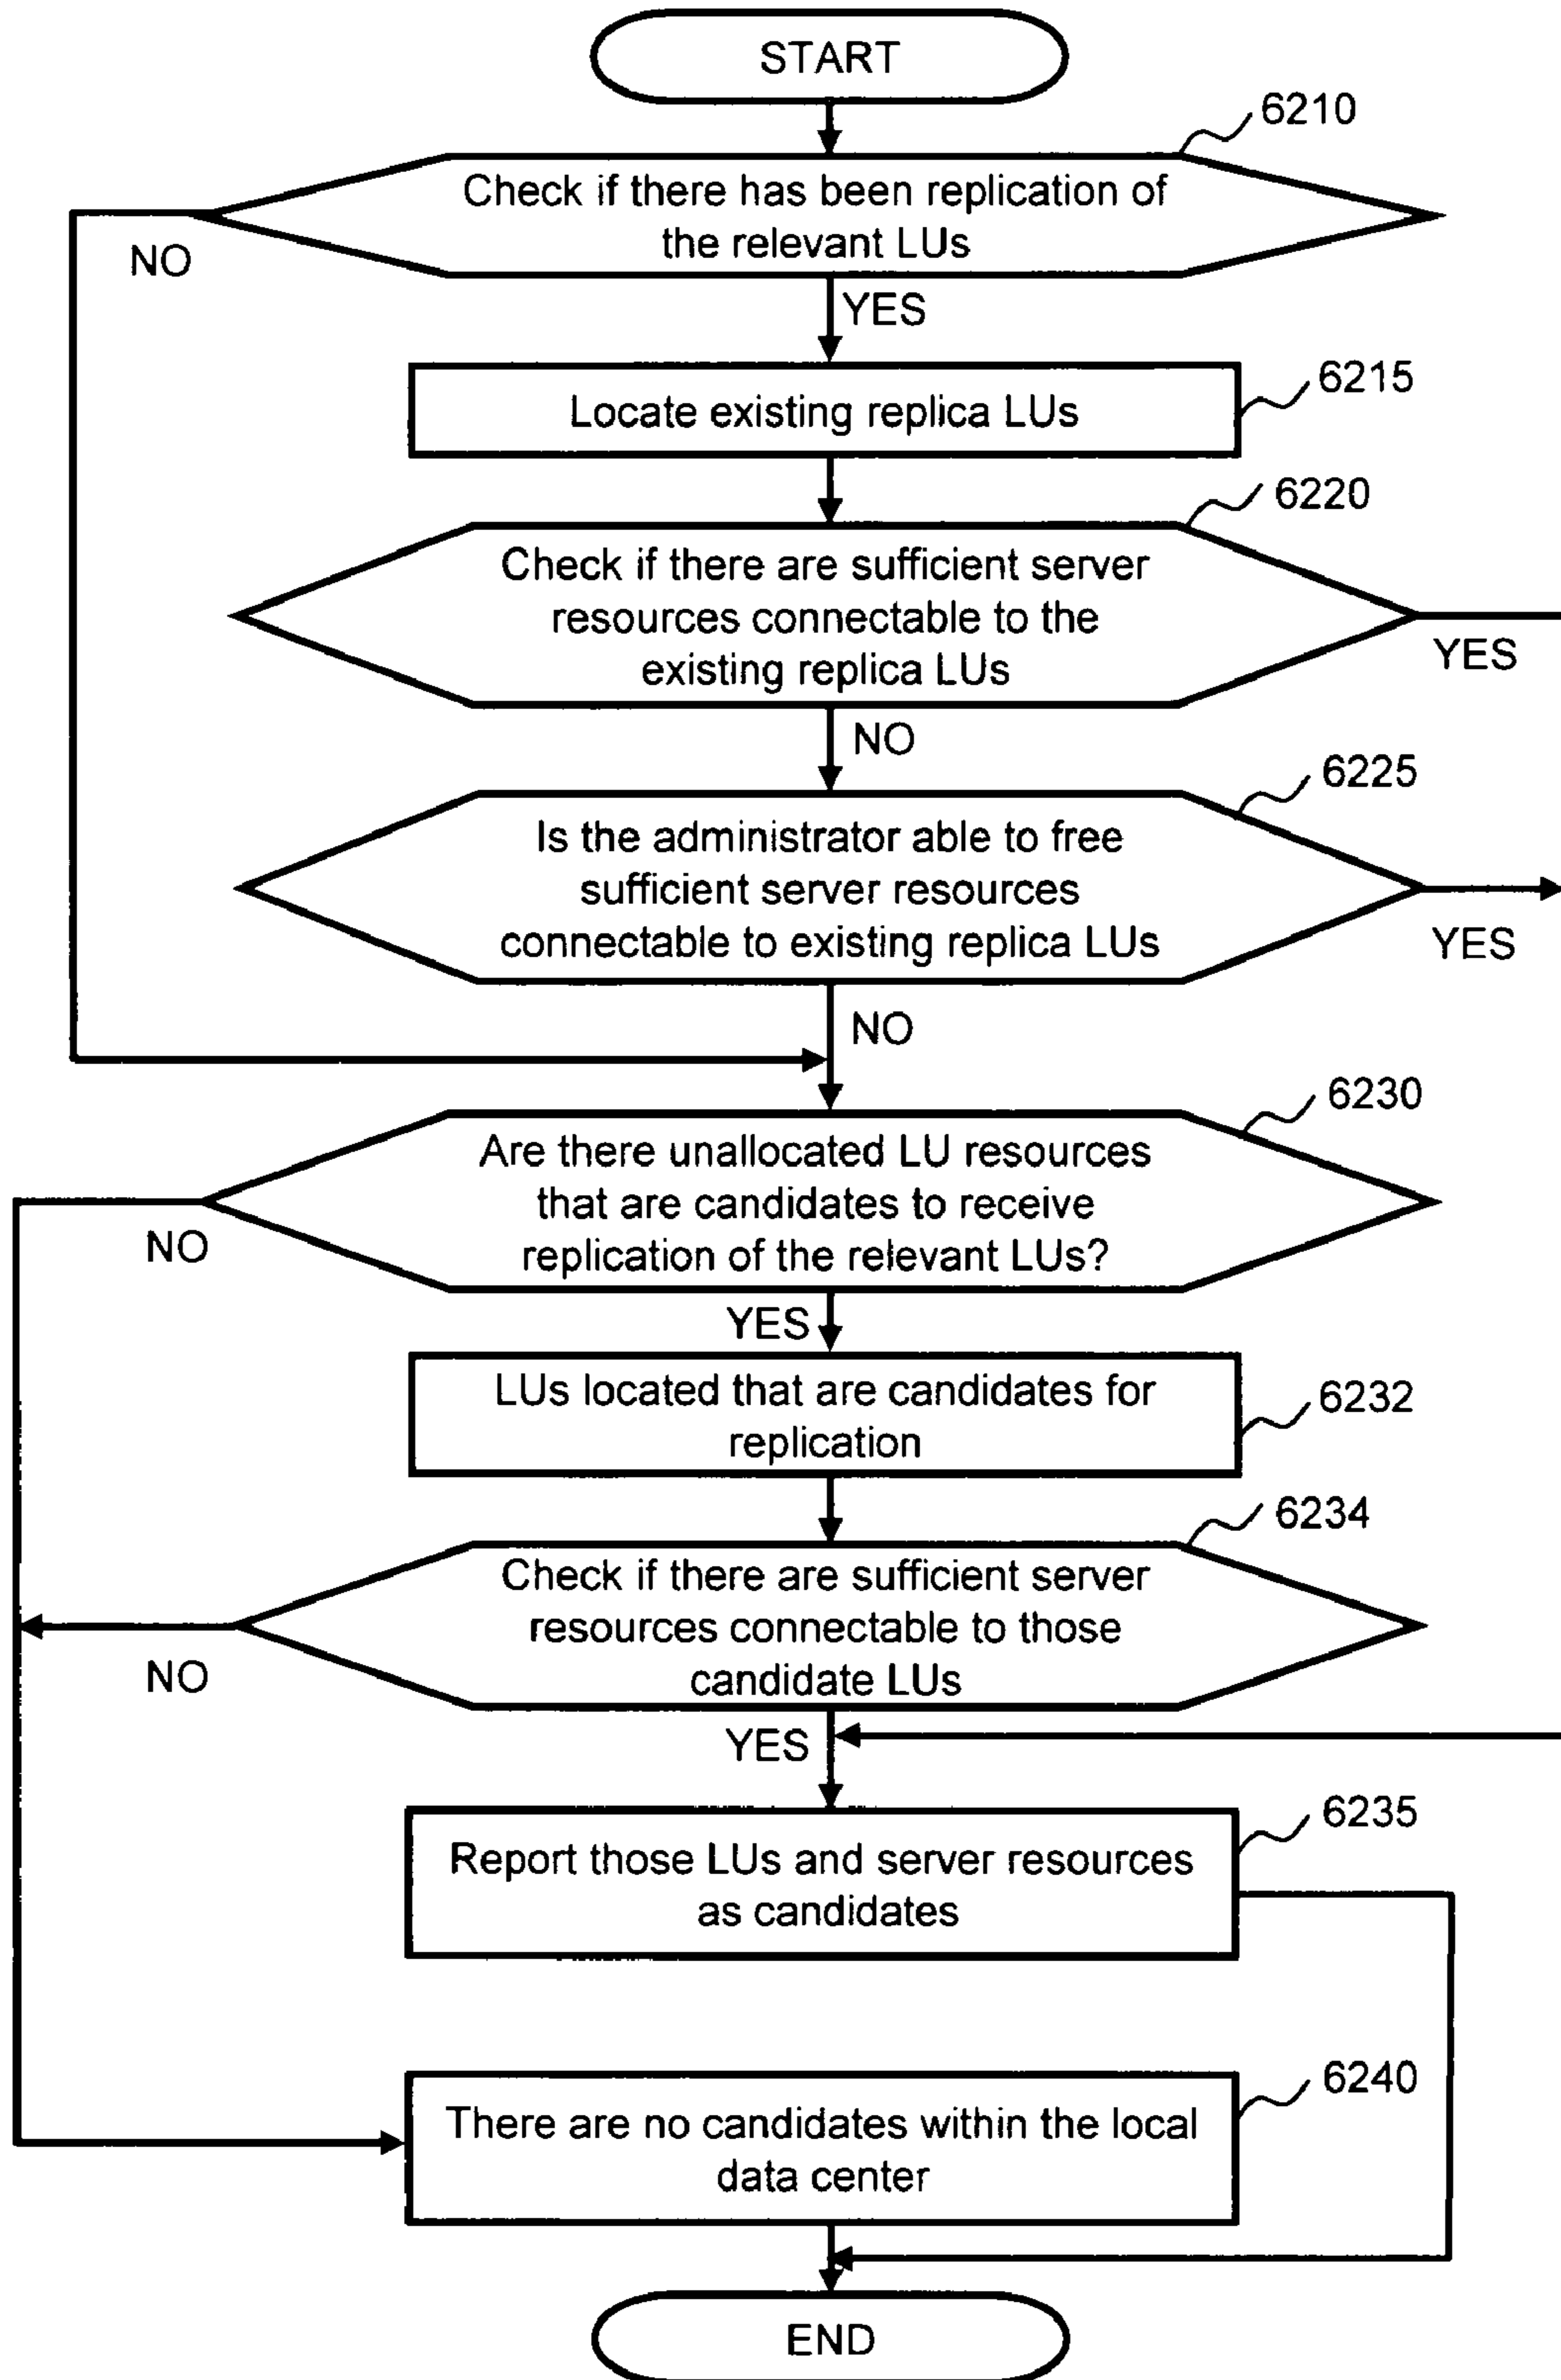 START
6210
Check if there has been replication of
the relevant LUs
NO
YES
6215
Locate existing replica LUs
6220
Check if there are sufficient server
resources connectable to the
existing replica LUs
YES
NO
6225
Is the administrator able to free
sufficient server resources
connectable to existing replica LUs
YES
NO
6230
Are there unallocated LU resources
that are candidates to receive
replication of the relevant LUs?
NO
YES
6232
LUs located that are candidates for
replication
6234
Check if there are sufficient server
resources connectable to those
candidate LUs
NO
YES
6235
Report those LUs and server resources
as candidates
6240
There are no candidates within the local
data center
END